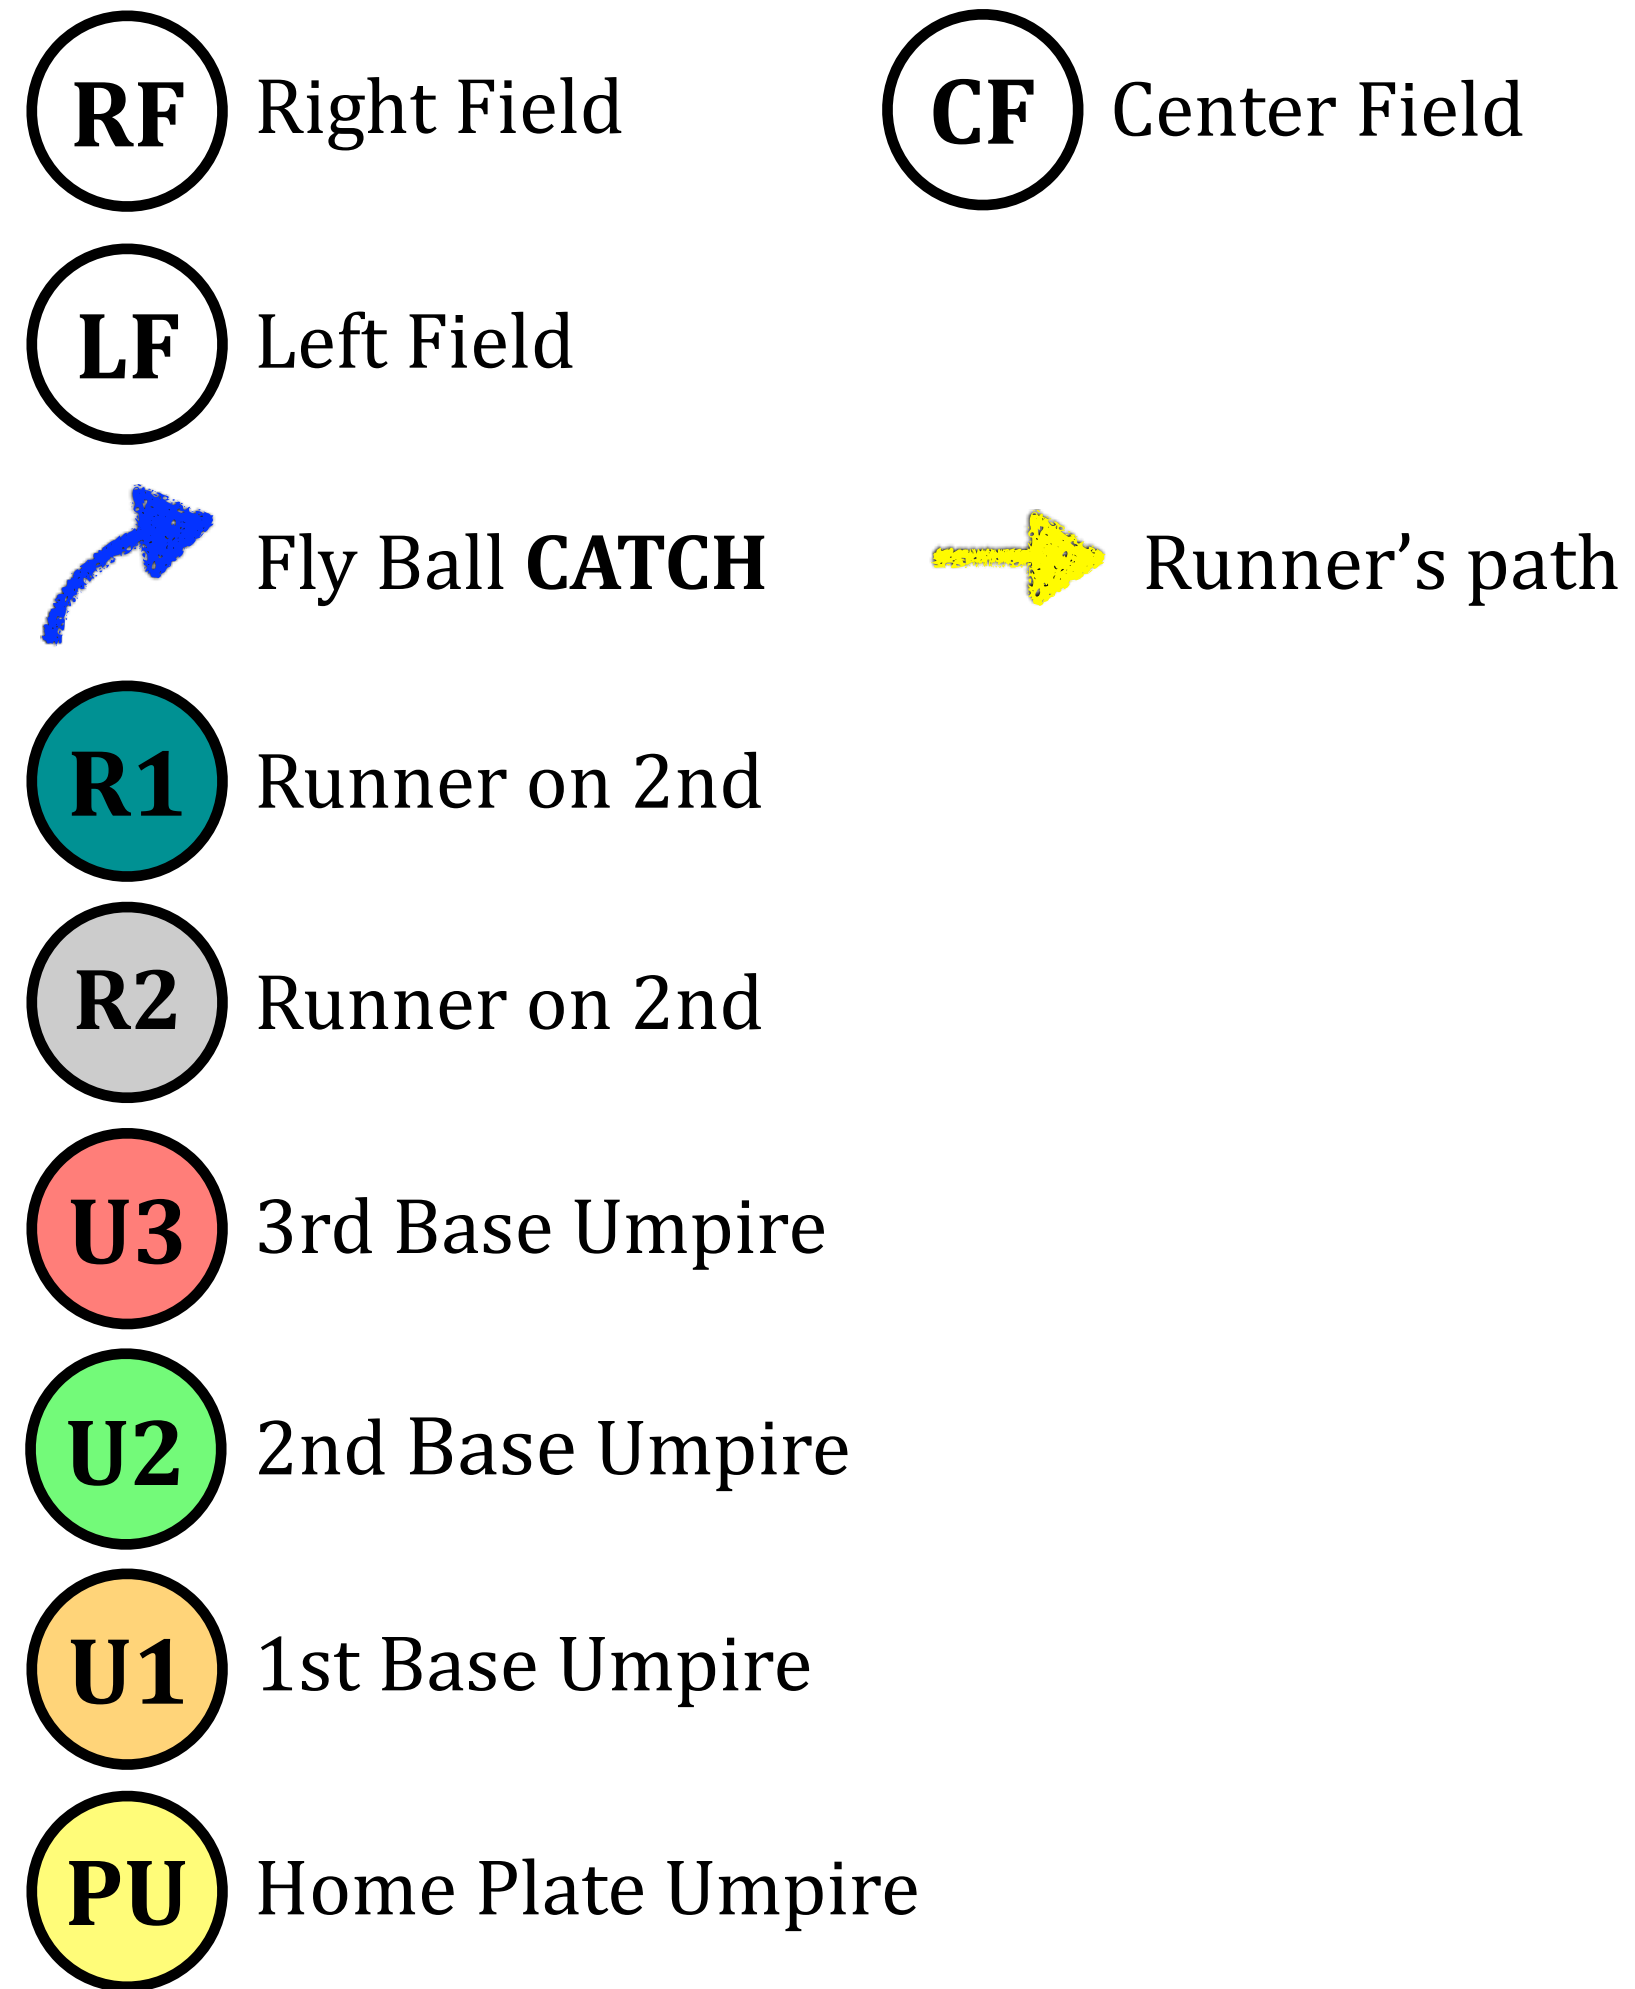 RF Right Field CF Center Field
LF Left Field
Fly Ball CATCH Runner’s path
R1 Runner on 2nd
R2 Runner on 2nd
U3 3rd Base Umpire
U2 2nd Base Umpire
U1 1st Base Umpire
PU Home Plate Umpire